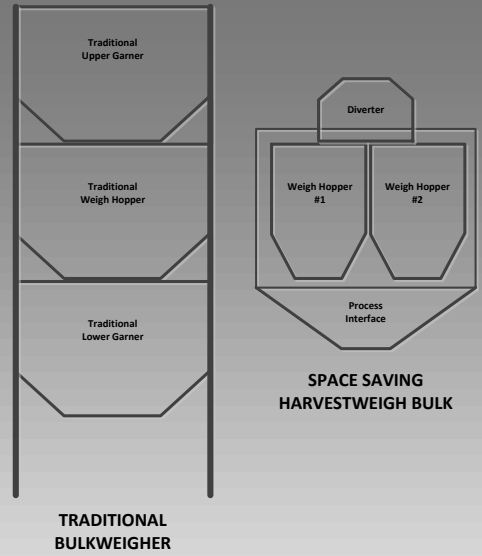 Traditional
Upper Garner
Traditional
Weigh Hopper
Traditional
Lower Garner
TRADITIONAL
BULKWEIGHER
Diverter
Weigh Hopper
#1
Weigh Hopper
#2
Process
Interface
SPACE SAVING
HARVESTWEIGH BULK